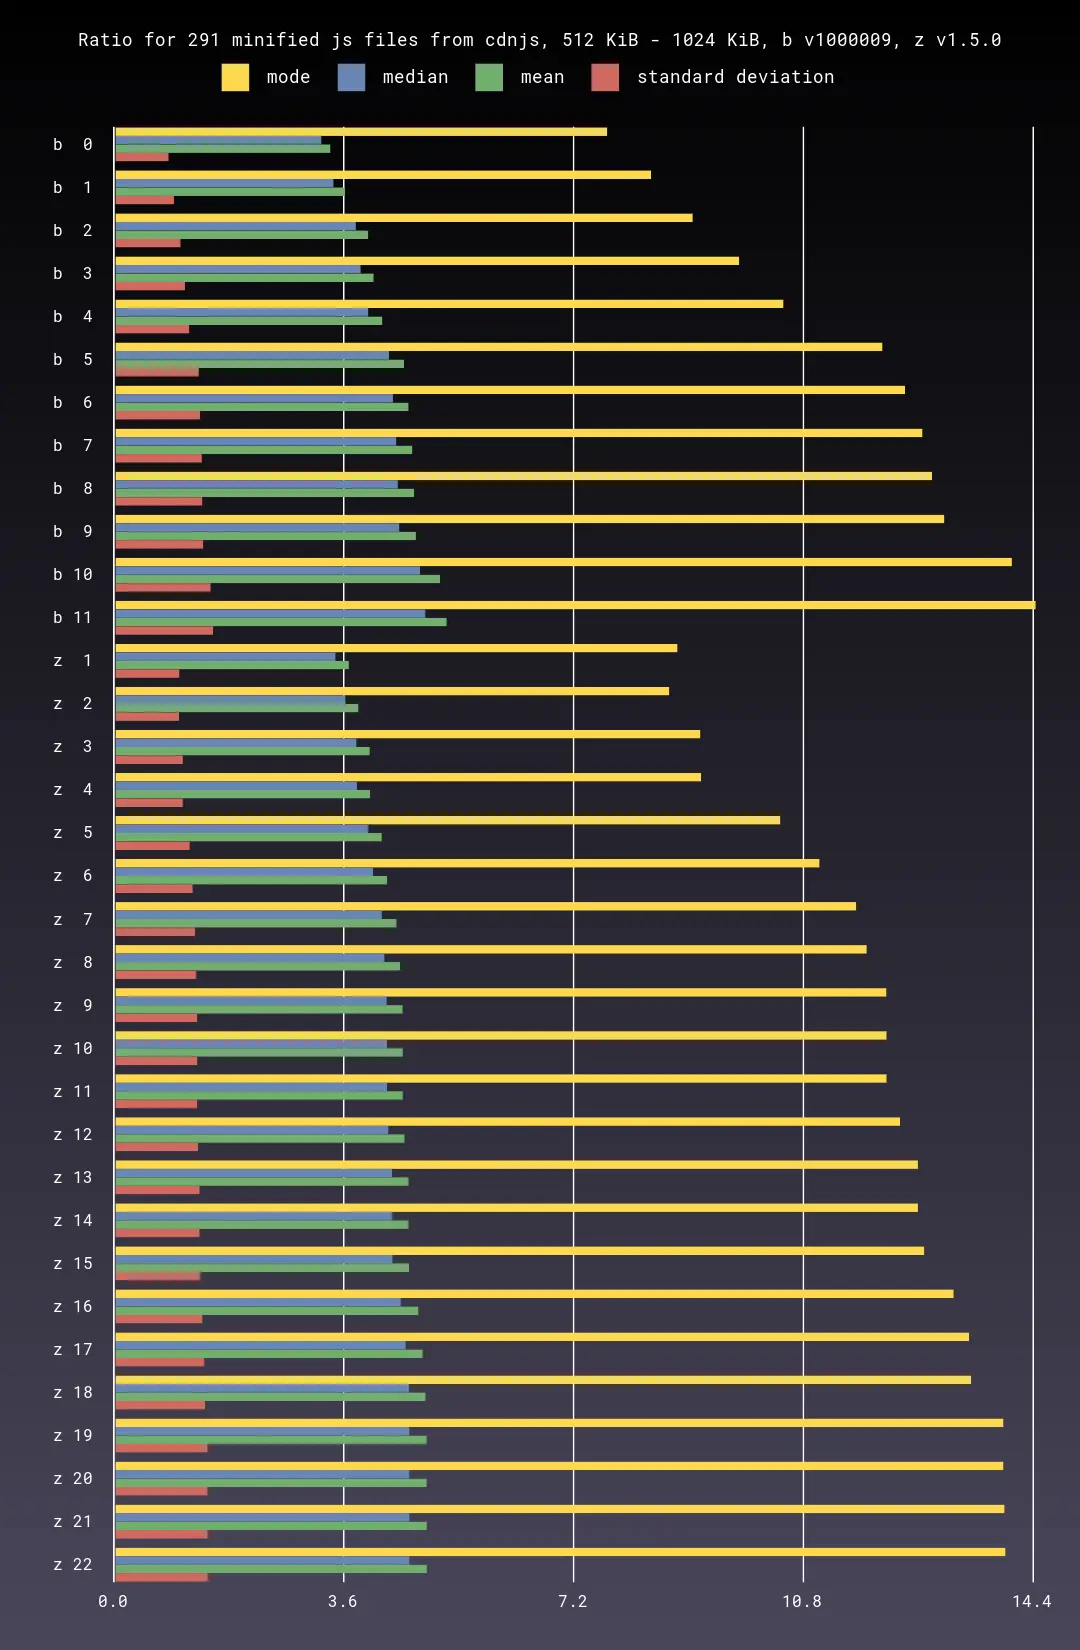 Ratio for 291 minified js files from cdnjs, 512 KiB - 1024 KiB, b v1000009, z v1.5.0
mode median mean standard deviation
b 0
b 1
b 2
b 3
b 4
b 5
b 6
b 7
b 8
b 9
b 10
b 11
z 1
z 2
z 3
z 4
z 5
z 6
z 7
z 8
z 9
z 10
z 11
z 12
z 13
z 14
z 15
z 16
z 17
z 18
z 19
z 20
z 21
z 22
0.0 3.6 7.2 10.8 14.4